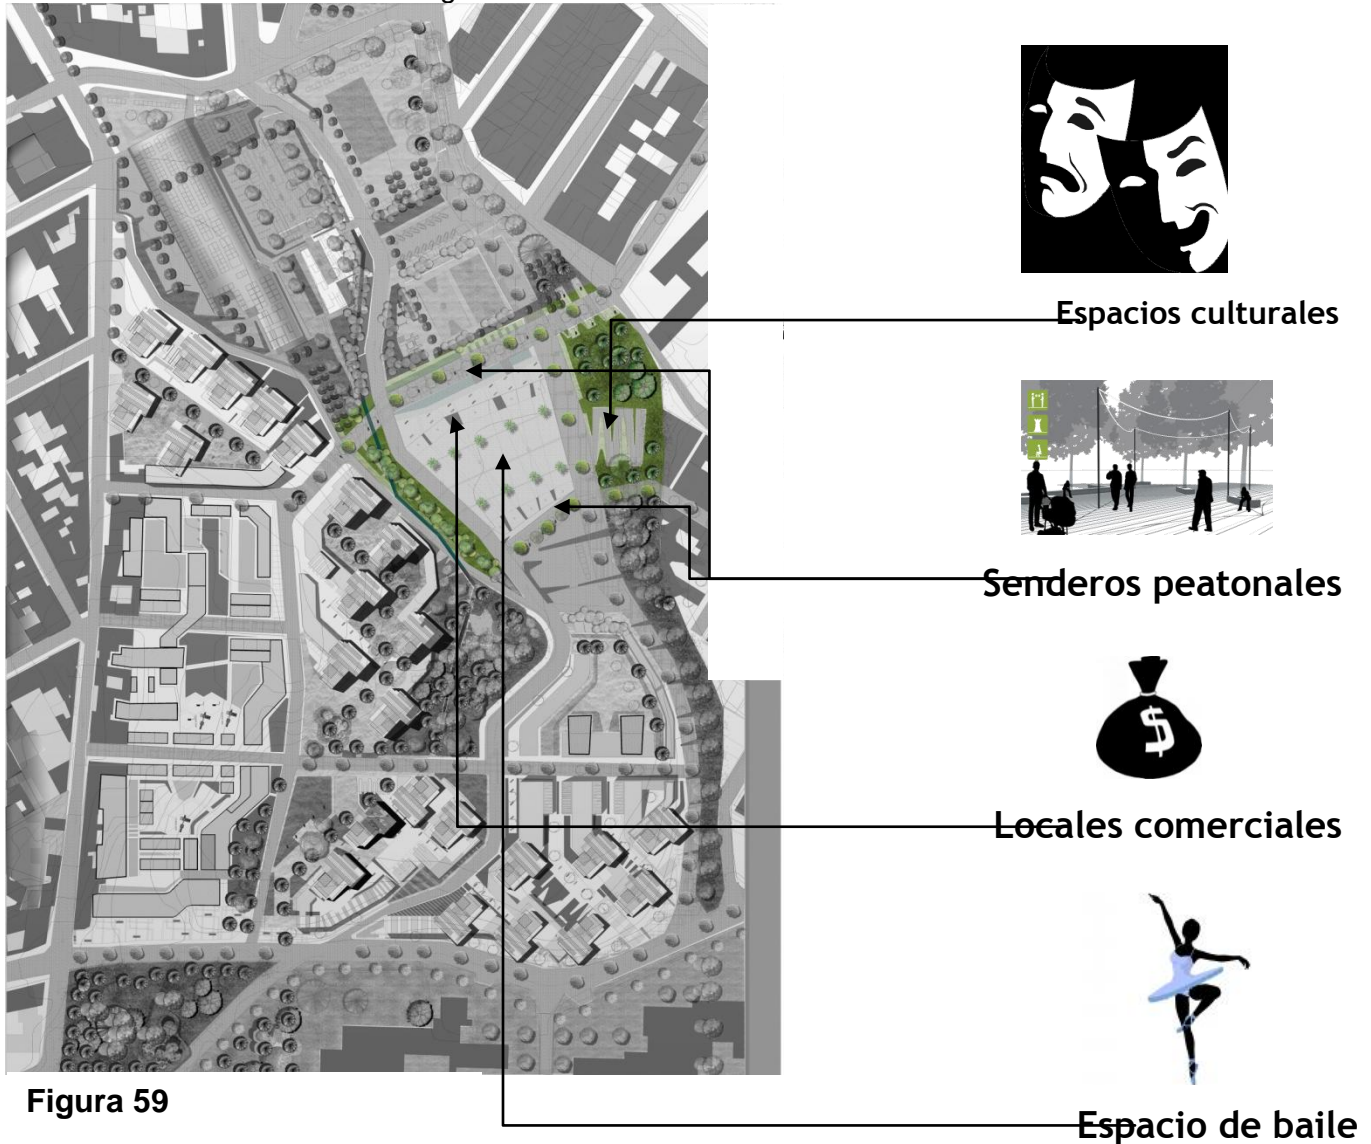 Espacios culturales
Senderos peatonales
$
Locales comerciales
Figura 59
Espacio de baile